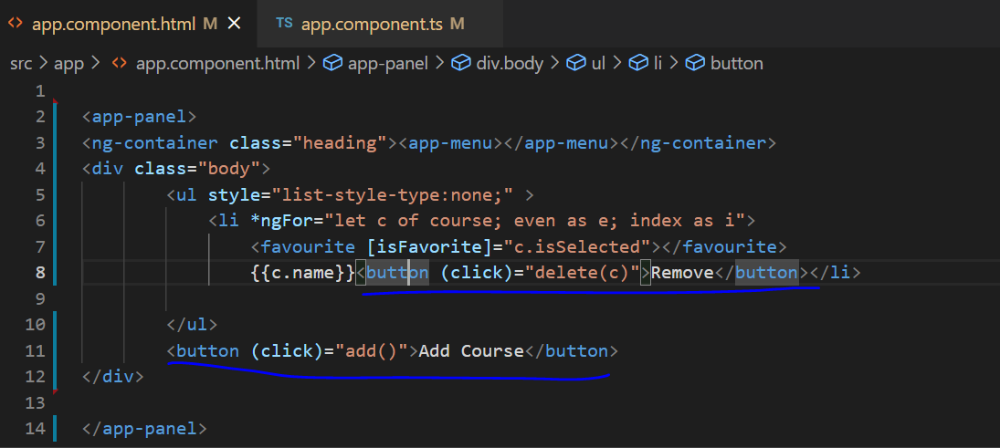 <> app.component.html M × TS app.component.ts M
src > app > <> app.component.html > app-panel > div.body > ul > li > button
1
2 <app-panel>
3 <ng-container class="heading"><app-menu></app-menu></ng-container>
4 <div class="body">
5 <ul style="list-style-type:none;" >
6 <li *ngFor="let c of course; even as e; index as i">
7 <favourite [isFavorite]="c.isSelected"></favourite>
8 {{c.name}}<button (click)="delete(c)">Remove</button></li>
9
10 </ul>
11 <button (click)="add()">Add Course</button>
12 </div>
13
14 </app-panel>